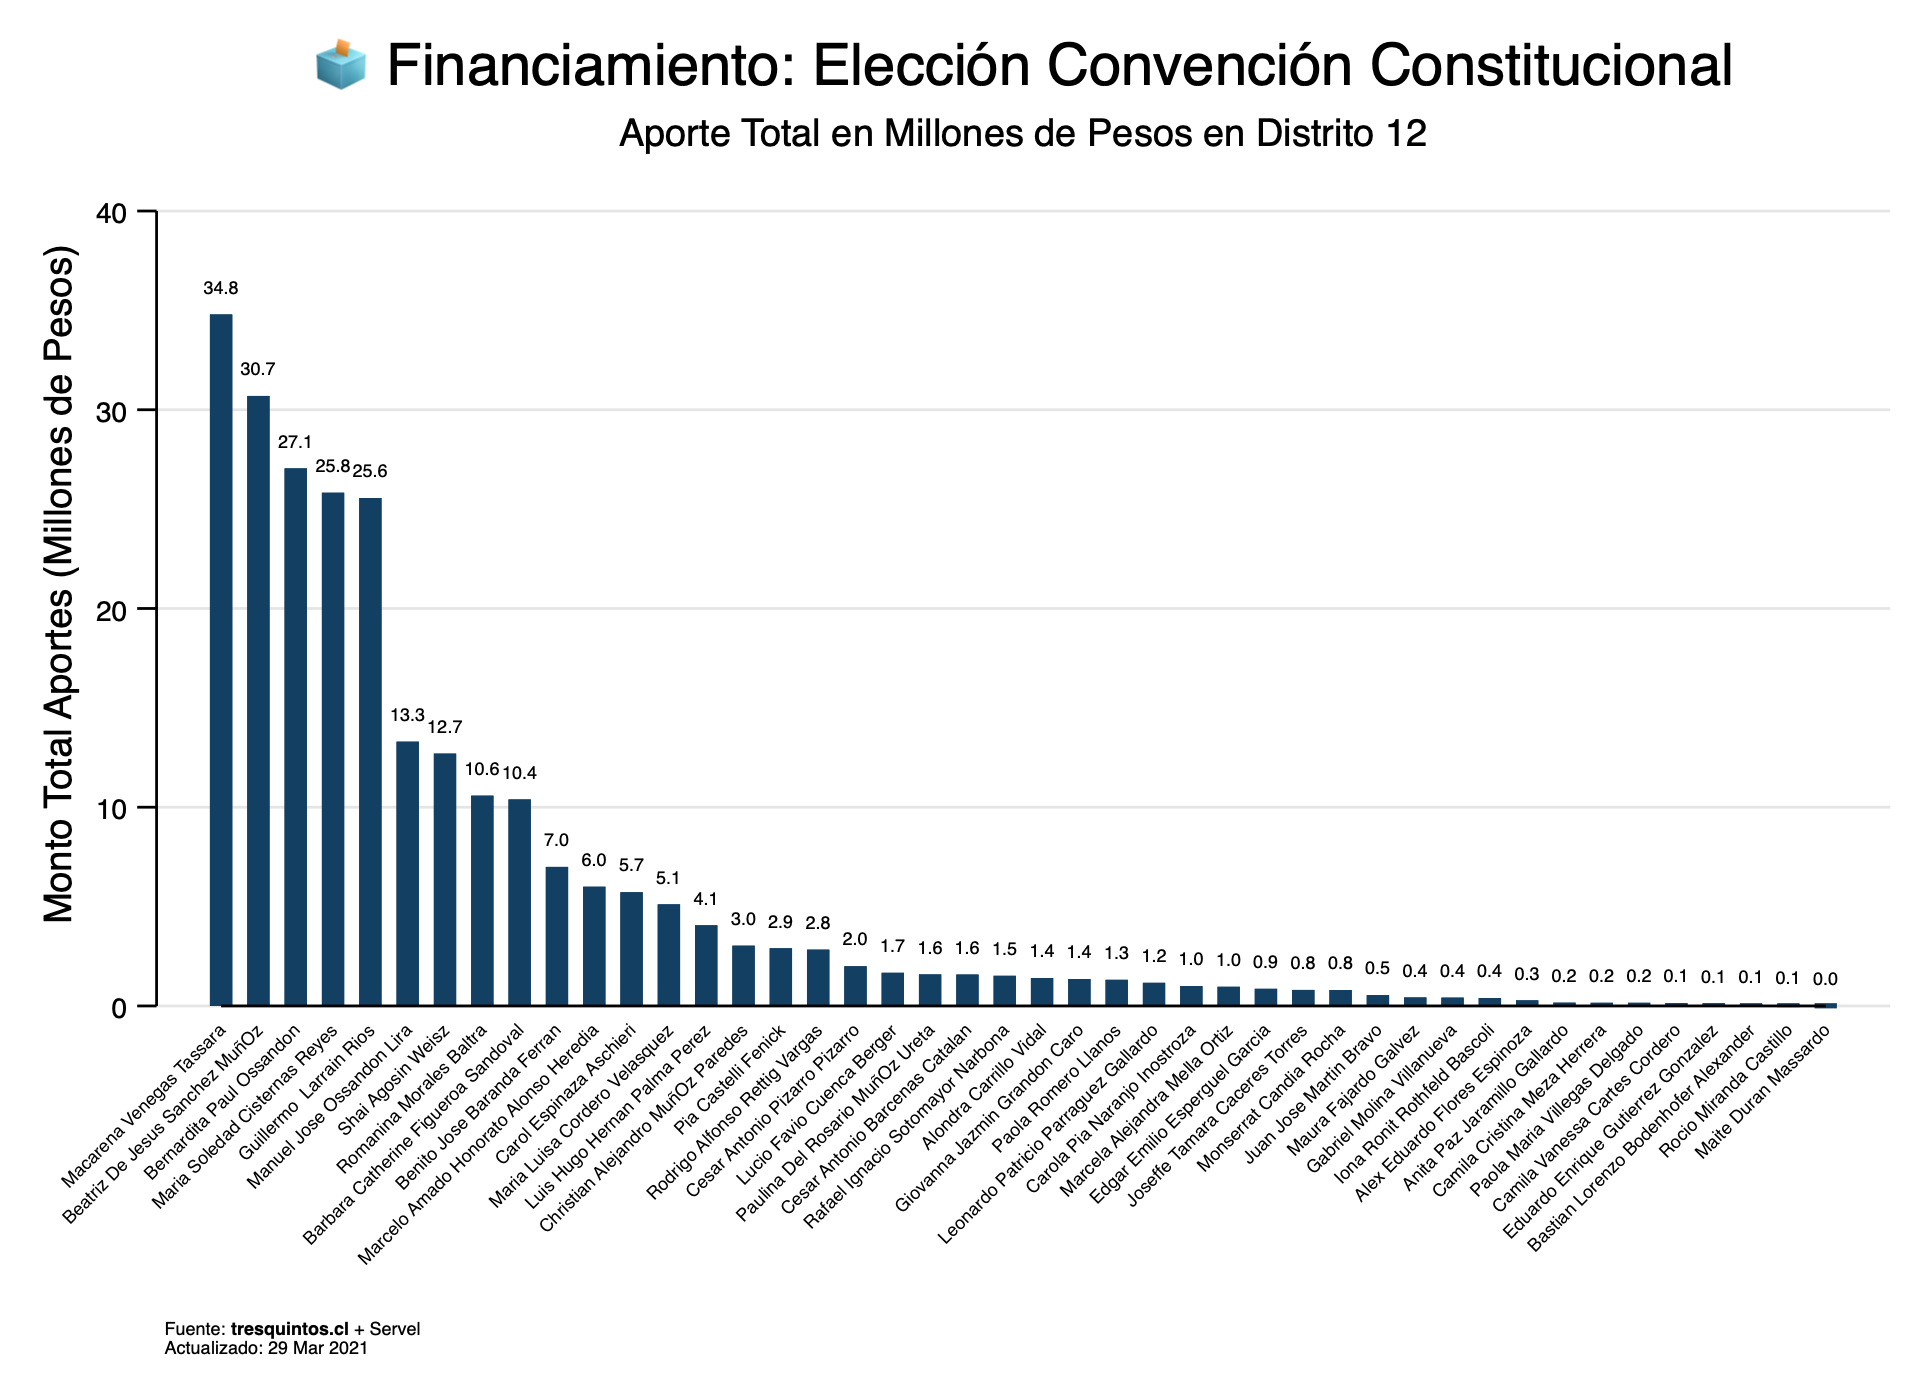 Financiamiento: Elección Convención Constitucional
Aporte Total en Millones de Pesos en Distrito 12
Monto Total Aportes (Millones de Pesos)
40
30
20
10
0
34.8
30.7
27.1
25.8
25.6
13.3
12.7
10.6
10.4
7.0
6.0
5.7
5.1
4.1
3.0
2.9
2.8
2.0
1.7
1.6
1.6
1.5
1.4
1.4
1.3
1.2
1.0
1.0
0.9
0.8
0.8
0.5
0.4
0.4
0.4
0.3
0.2
0.2
0.2
0.1
0.1
0.1
0.1
0.0
Macarena Venegas Tassara
Beatriz De Jesus Sanchez MuñOz
Bernardita Paul Ossandon
Maria Soledad Cisternas Reyes
Guillermo  Larrain Rios
Manuel Jose Ossandon Lira
Shai Agosin Weisz
Romanina Morales Baltra
Barbara Catherine Figueroa Sandoval
Benito Jose Baranda Ferran
Marcelo Amado Honorato Alonso Heredia
Carol Espinaza Aschieri
Maria Luisa Cordero Velasquez
Luis Hugo Hernan Palma Perez
Christian Alejandro MuñOz Paredes
Pia Castelli Fenick
Rodrigo Alfonso Rettig Vargas
Cesar Antonio Pizarro Pizarro
Lucio Favio Cuenca Berger
Paulina Del Rosario MuñOz Ureta
Cesar Antonio Barcenas Catalan
Rafael Ignacio Sotomayor Narbona
Alondra Carrillo Vidal
Giovanna Jazmin Grandon Caro
Paola Romero Llanos
Leonardo Patricio Parraguez Gallardo
Carola Pia Naranjo Inostroza
Marcela Alejandra Mella Ortiz
Edgar Emilio Esperguel Garcia
Joseffe Tamara Caceres Torres
Monserrat Candia Rocha
Juan Jose Martin Bravo
Maura Fajardo Galvez
Gabriel Molina Villanueva
Iona Ronit Rothfeld Bascoli
Alex Eduardo Flores Espinoza
Anita Paz Jaramillo Gallardo
Camila Cristina Meza Herrera
Paola Maria Villegas Delgado
Camila Vanessa Cartes Cordero
Eduardo Enrique Gutierrez Gonzalez
Bastian Lorenzo Bodenhofer Alexander
Rocio Miranda Castillo
Maite Duran Massardo
Fuente: tresquintos.cl + Servel
Actualizado: 29 Mar 2021